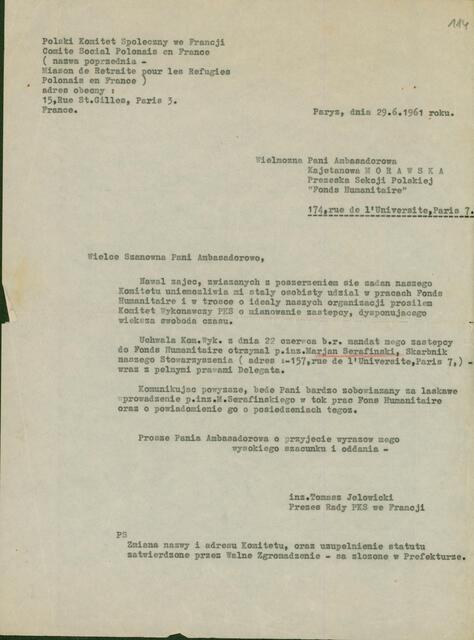 114
Polski Komitet Spoleczny we Francji
Comite Social Polonais en France
( nazwa poprzednia -
Miason de Retraite pour les Refugies
Polonais en France )
adres obecny :
15,Rue St.Gilles, Paris 3.
France.
Paryz, dnia 29.6.1961 roku.
Wielmozna Pani Ambasadorowa
Kajetanowa M O R A W S K A
Prezeska Sekcji Polskiej
"Fonds Humanitaire"
174,rue de l'Universite,Paris 7.
Wielce Szanowna Pani Ambasadorowo,
Nawal zajec, zwiazanych z poszerzeniem sie zadan naszego
Komitetu uniemozliwia mi staly osobisty udzial w pracach Fonds
Humanitaire i w trosce o idealy naszych organizacji prosilem
Komitet Wykonawczy PKS o mianowanie zastepcy, dysponujacego
wieksza swoboda czasu.
Uchwala Kom.Wyk. z dnia 22 czerwca b.r. mandat mego zastepcy
do Fonds Humanitaire otrzymal p.inz.Marjan Serafinski, Skarbnik
naszego Stowarzyszenia ( adres :-157,rue de l'Universite,Paris 7,) -
wraz z pelnymi prawami Delegata.
Komunikujac powyzsze, bede Pani bardzo zobowiazany za laskawe
wprowadzenie p.inz.M.Serafinskiego w tok prac Fons Humanitaire
oraz o powiadomienie go o posiedzeniach tegoz.
Prosze Pania Ambasadorowa o przyjecie wyrazow mego
wysokiego szacunku i oddania -
inz.Tomasz Jelowicki
Prezes Rady PKS we Francji
PS
Zmiana nazwy i adresu Komitetu, oraz uzupelnienie statutu
zatwierdzone przez Walne Zgromadzenie - sa zlozone w Prefekturze.